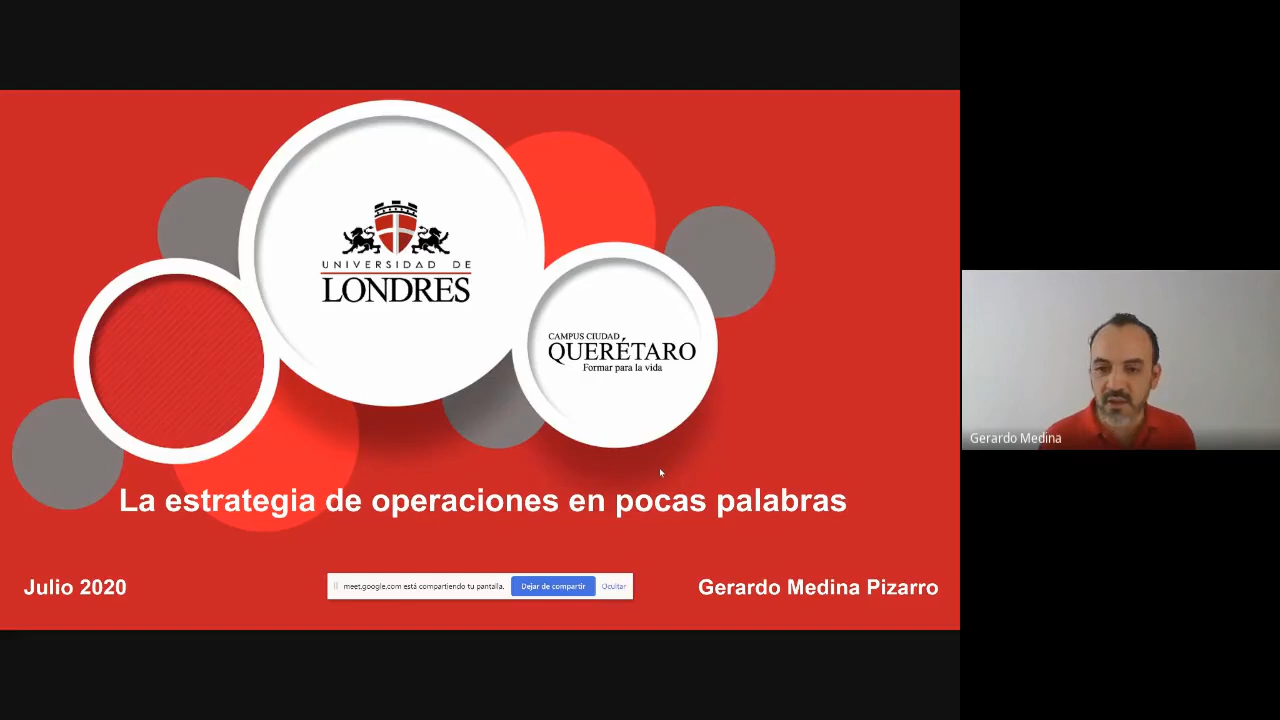 UNIVERSIDAD DE
LONDRES
CAMPUS CIUDAD
QUERÉTARO
Formar para la vida
La estrategia de operaciones en pocas palabras
Julio 2020
meet.google.com está compartiendo tu pantalla.
Dejar de compartir
Ocultar
Gerardo Medina Pizarro
Gerardo Medina